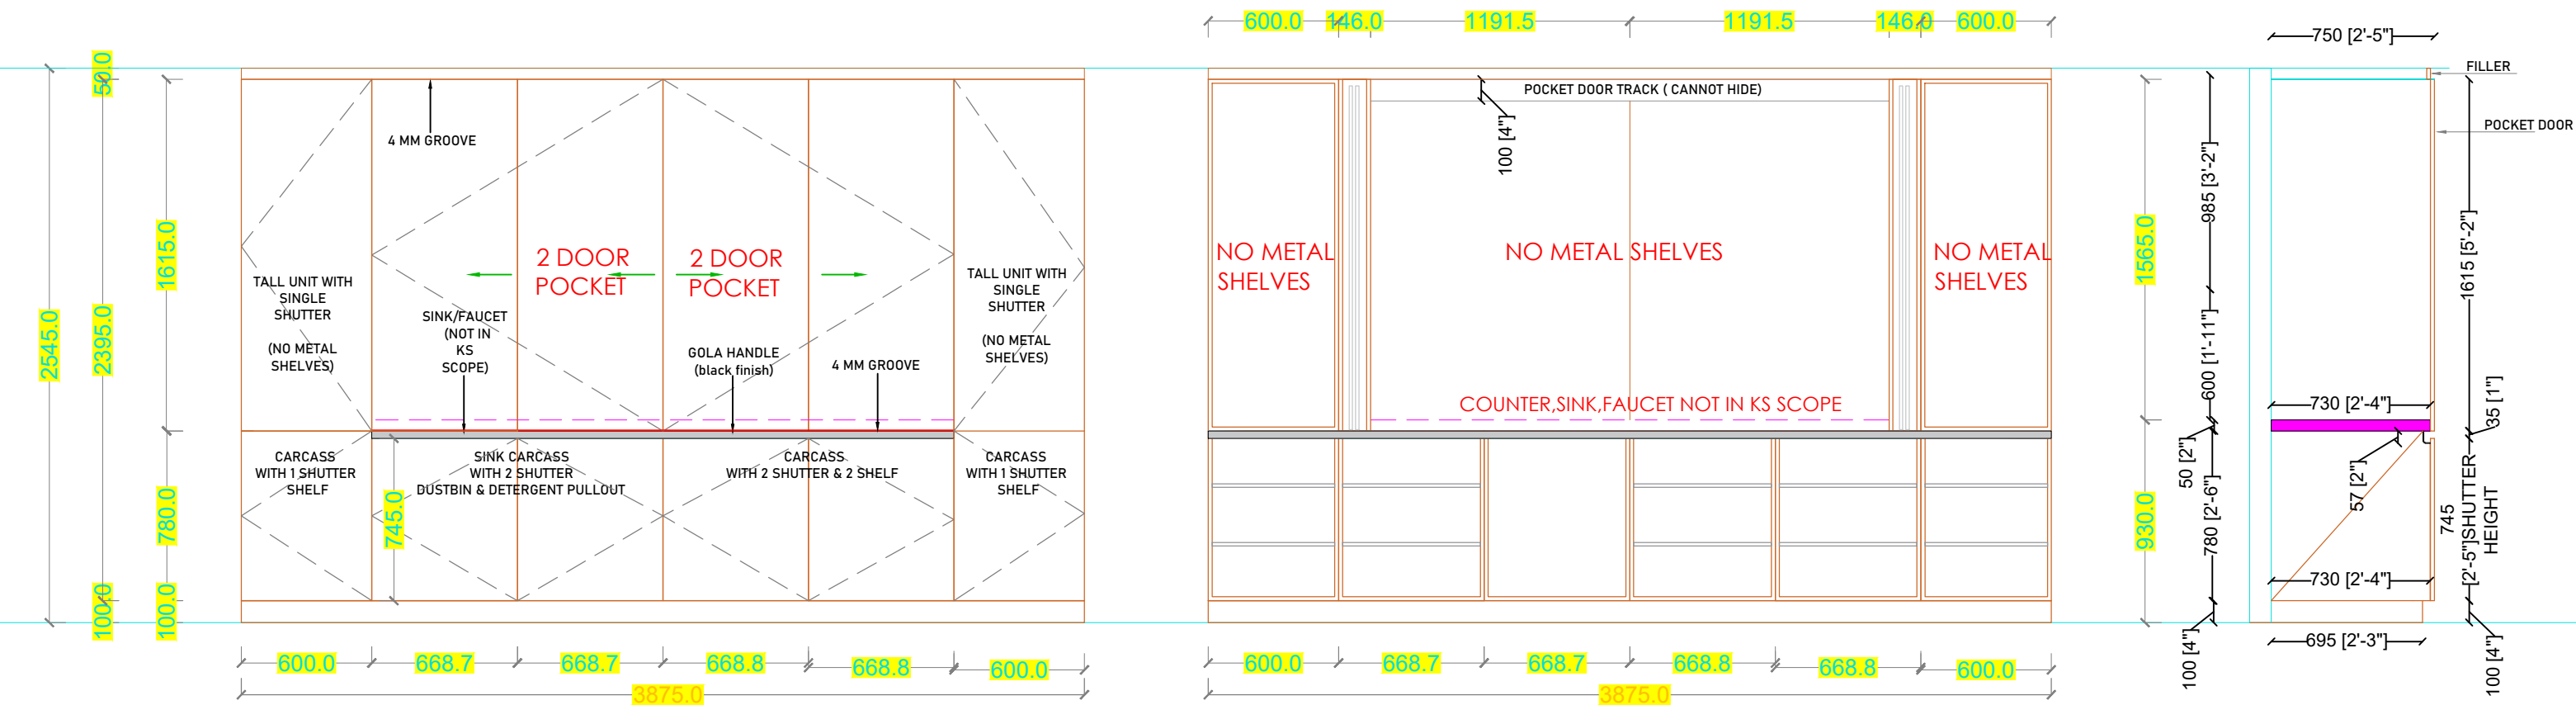 600.0
146.0
1191.5
1191.5
146.0
600.0
750 [2'-5"]
50.0
2545.0
2395.0
1615.0
780.0
100.0
100.0
4 MM GROOVE
2 DOOR
POCKET
2 DOOR
POCKET
TALL UNIT WITH
SINGLE
SHUTTER
(NO METAL
SHELVES)
SINK/FAUCET
(NOT IN
KS
SCOPE)
GOLA HANDLE
(black finish)
4 MM GROOVE
TALL UNIT WITH
SINGLE
SHUTTER
(NO METAL
SHELVES)
CARCASS
WITH 1 SHUTTER
SHELF
SINK CARCASS
WITH 2 SHUTTER
DUSTBIN & DETERGENT PULLOUT
CARCASS
WITH 2 SHUTTER & 2 SHELF
CARCASS
WITH 1 SHUTTER
SHELF
745.0
600.0
668.7
668.7
668.8
668.8
600.0
3875.0
POCKET DOOR TRACK ( CANNOT HIDE)
100 [4"]
NO METAL
SHELVES
NO METAL SHELVES
NO METAL
SHELVES
COUNTER,SINK,FAUCET NOT IN KS SCOPE
1565.0
930.0
600.0
668.7
668.7
668.8
668.8
600.0
3875.0
FILLER
POCKET DOOR
985 [3'-2"]
600 [1'-11"]
50 [2"]
780 [2'-6"]
100 [4"]
730 [2'-4"]
57 [2"]
730 [2'-4"]
695 [2'-3"]
1615 [5'-2"]
35 [1"]
745
[2'-5"]SHUTTER
HEIGHT
100 [4"]